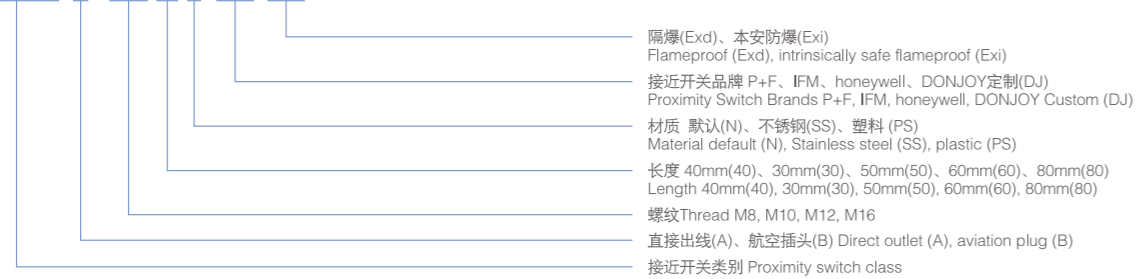 隔爆(Exd)、本安防爆(Exi)
Flameproof (Exd), intrinsically safe flameproof (Exi)
接近开关品牌 P+F、IFM、honeywell、DONJOY定制(DJ)
Proximity Switch Brands P+F, IFM, honeywell, DONJOY Custom (DJ)
材质 默认(N)、不锈钢(SS)、塑料 (PS)
Material default (N), Stainless steel (SS), plastic (PS)
长度 40mm(40)、30mm(30)、50mm(50)、60mm(60)、80mm(80)
Length 40mm(40), 30mm(30), 50mm(50), 60mm(60), 80mm(80)
螺纹Thread M8, M10, M12, M16
直接出线(A)、航空插头(B) Direct outlet (A), aviation plug (B)
接近开关类别 Proximity switch class